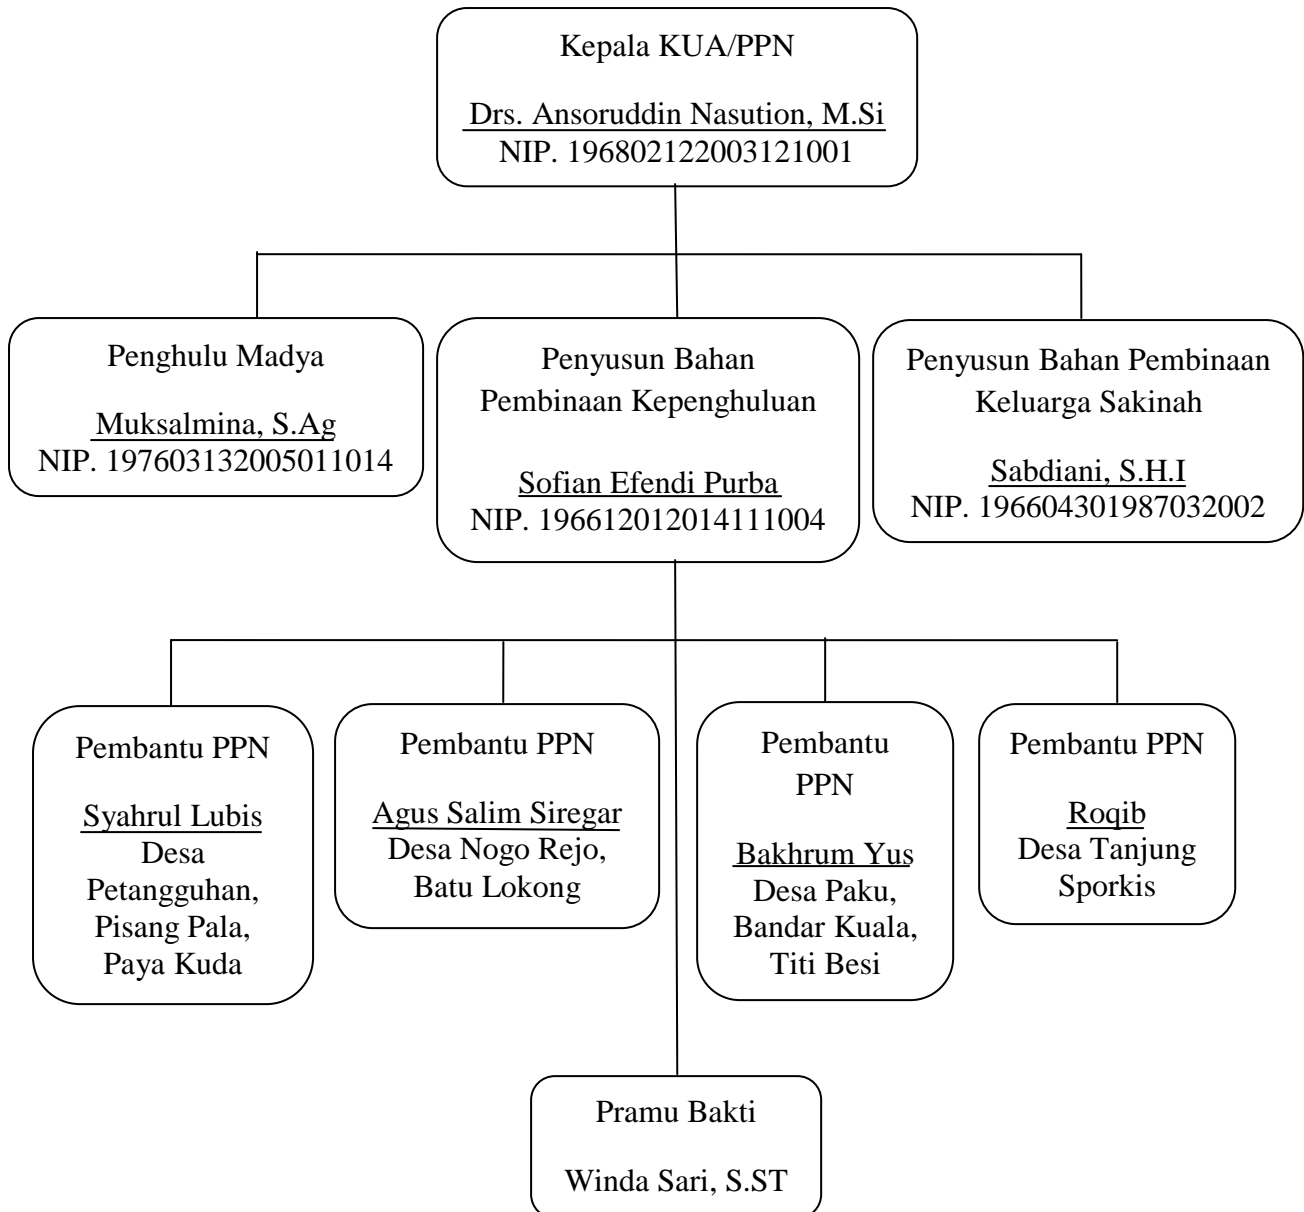 Kepala KUA/PPN
Drs. Ansoruddin Nasution, M.Si
NIP. 196802122003121001
Penghulu Madya
Muksalmina, S.Ag
NIP. 197603132005011014
Penyusun Bahan
Pembinaan Kepenghuluan
Sofian Efendi Purba
NIP. 196612012014111004
Penyusun Bahan Pembinaan
Keluarga Sakinah
Sabdiani, S.H.I
NIP. 196604301987032002
Pembantu PPN
Syahrul Lubis
Desa
Petangguhan,
Pisang Pala,
Paya Kuda
Pembantu PPN
Agus Salim Siregar
Desa Nogo Rejo,
Batu Lokong
Pembantu
PPN
Bakhrum Yus
Desa Paku,
Bandar Kuala,
Titi Besi
Pembantu PPN
Roqib
Desa Tanjung
Sporkis
Pramu Bakti
Winda Sari, S.ST